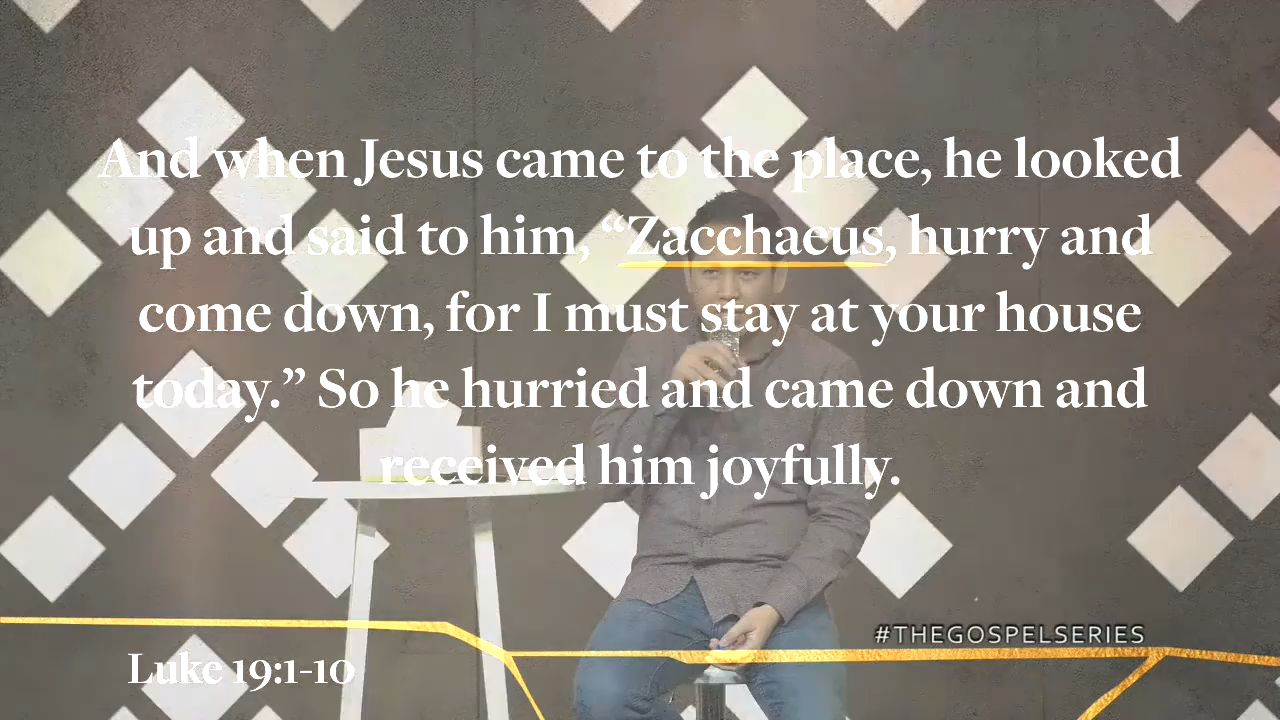 And when Jesus came to the place, he looked
up and said to him, “Zacchaeus, hurry and
come down, for I must stay at your house
today.” So he hurried and came down and
received him joyfully.
#THEGOSPELSERIES
Luke 19:1-10